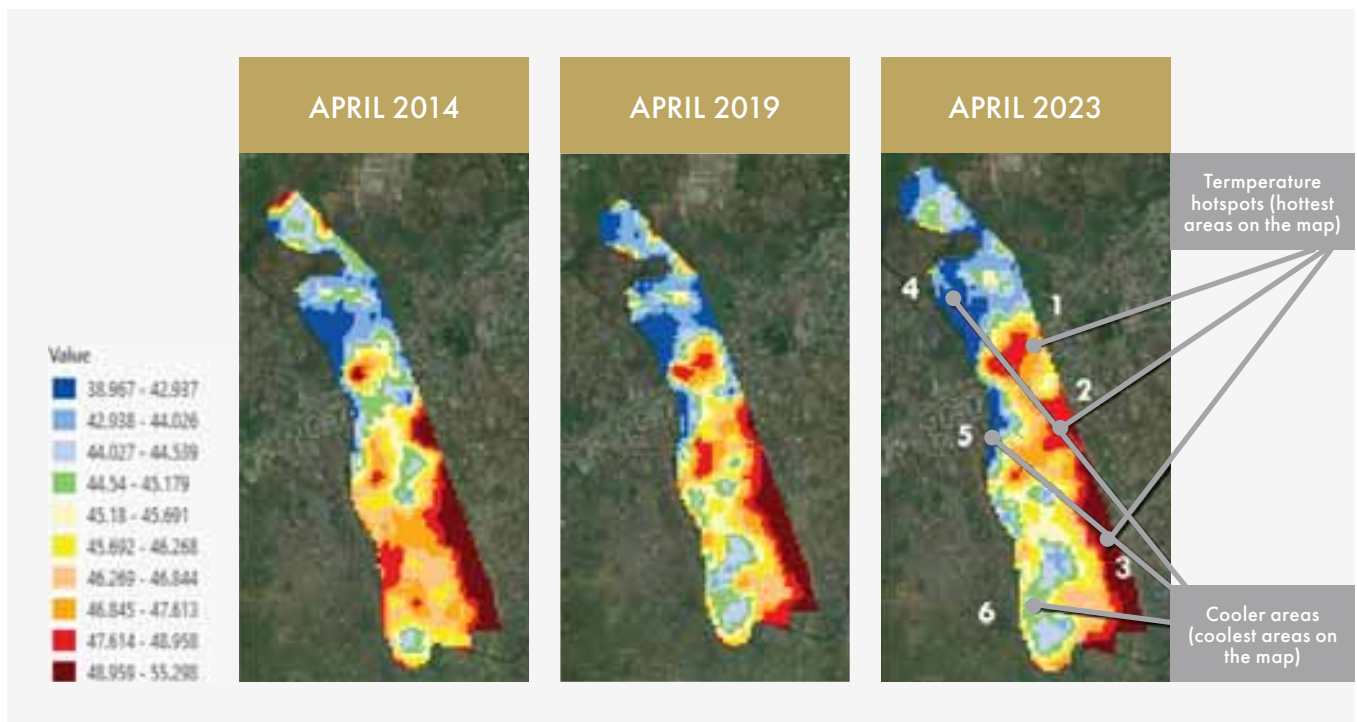 APRIL 2014
APRIL 2019
APRIL 2023
Termperature
hotspots (hottest
areas on the map)
4
1
2
5
3
6
Value
38.967 - 42.937
42.938 - 44.026
44.027 - 44.539
44.54 - 45.179
45.18 - 45.691
45.692 - 46.268
46.269 - 46.844
46.845 - 47.613
47.614 - 48.958
48.959 - 55.298
Cooler areas
(coolest areas on
the map)